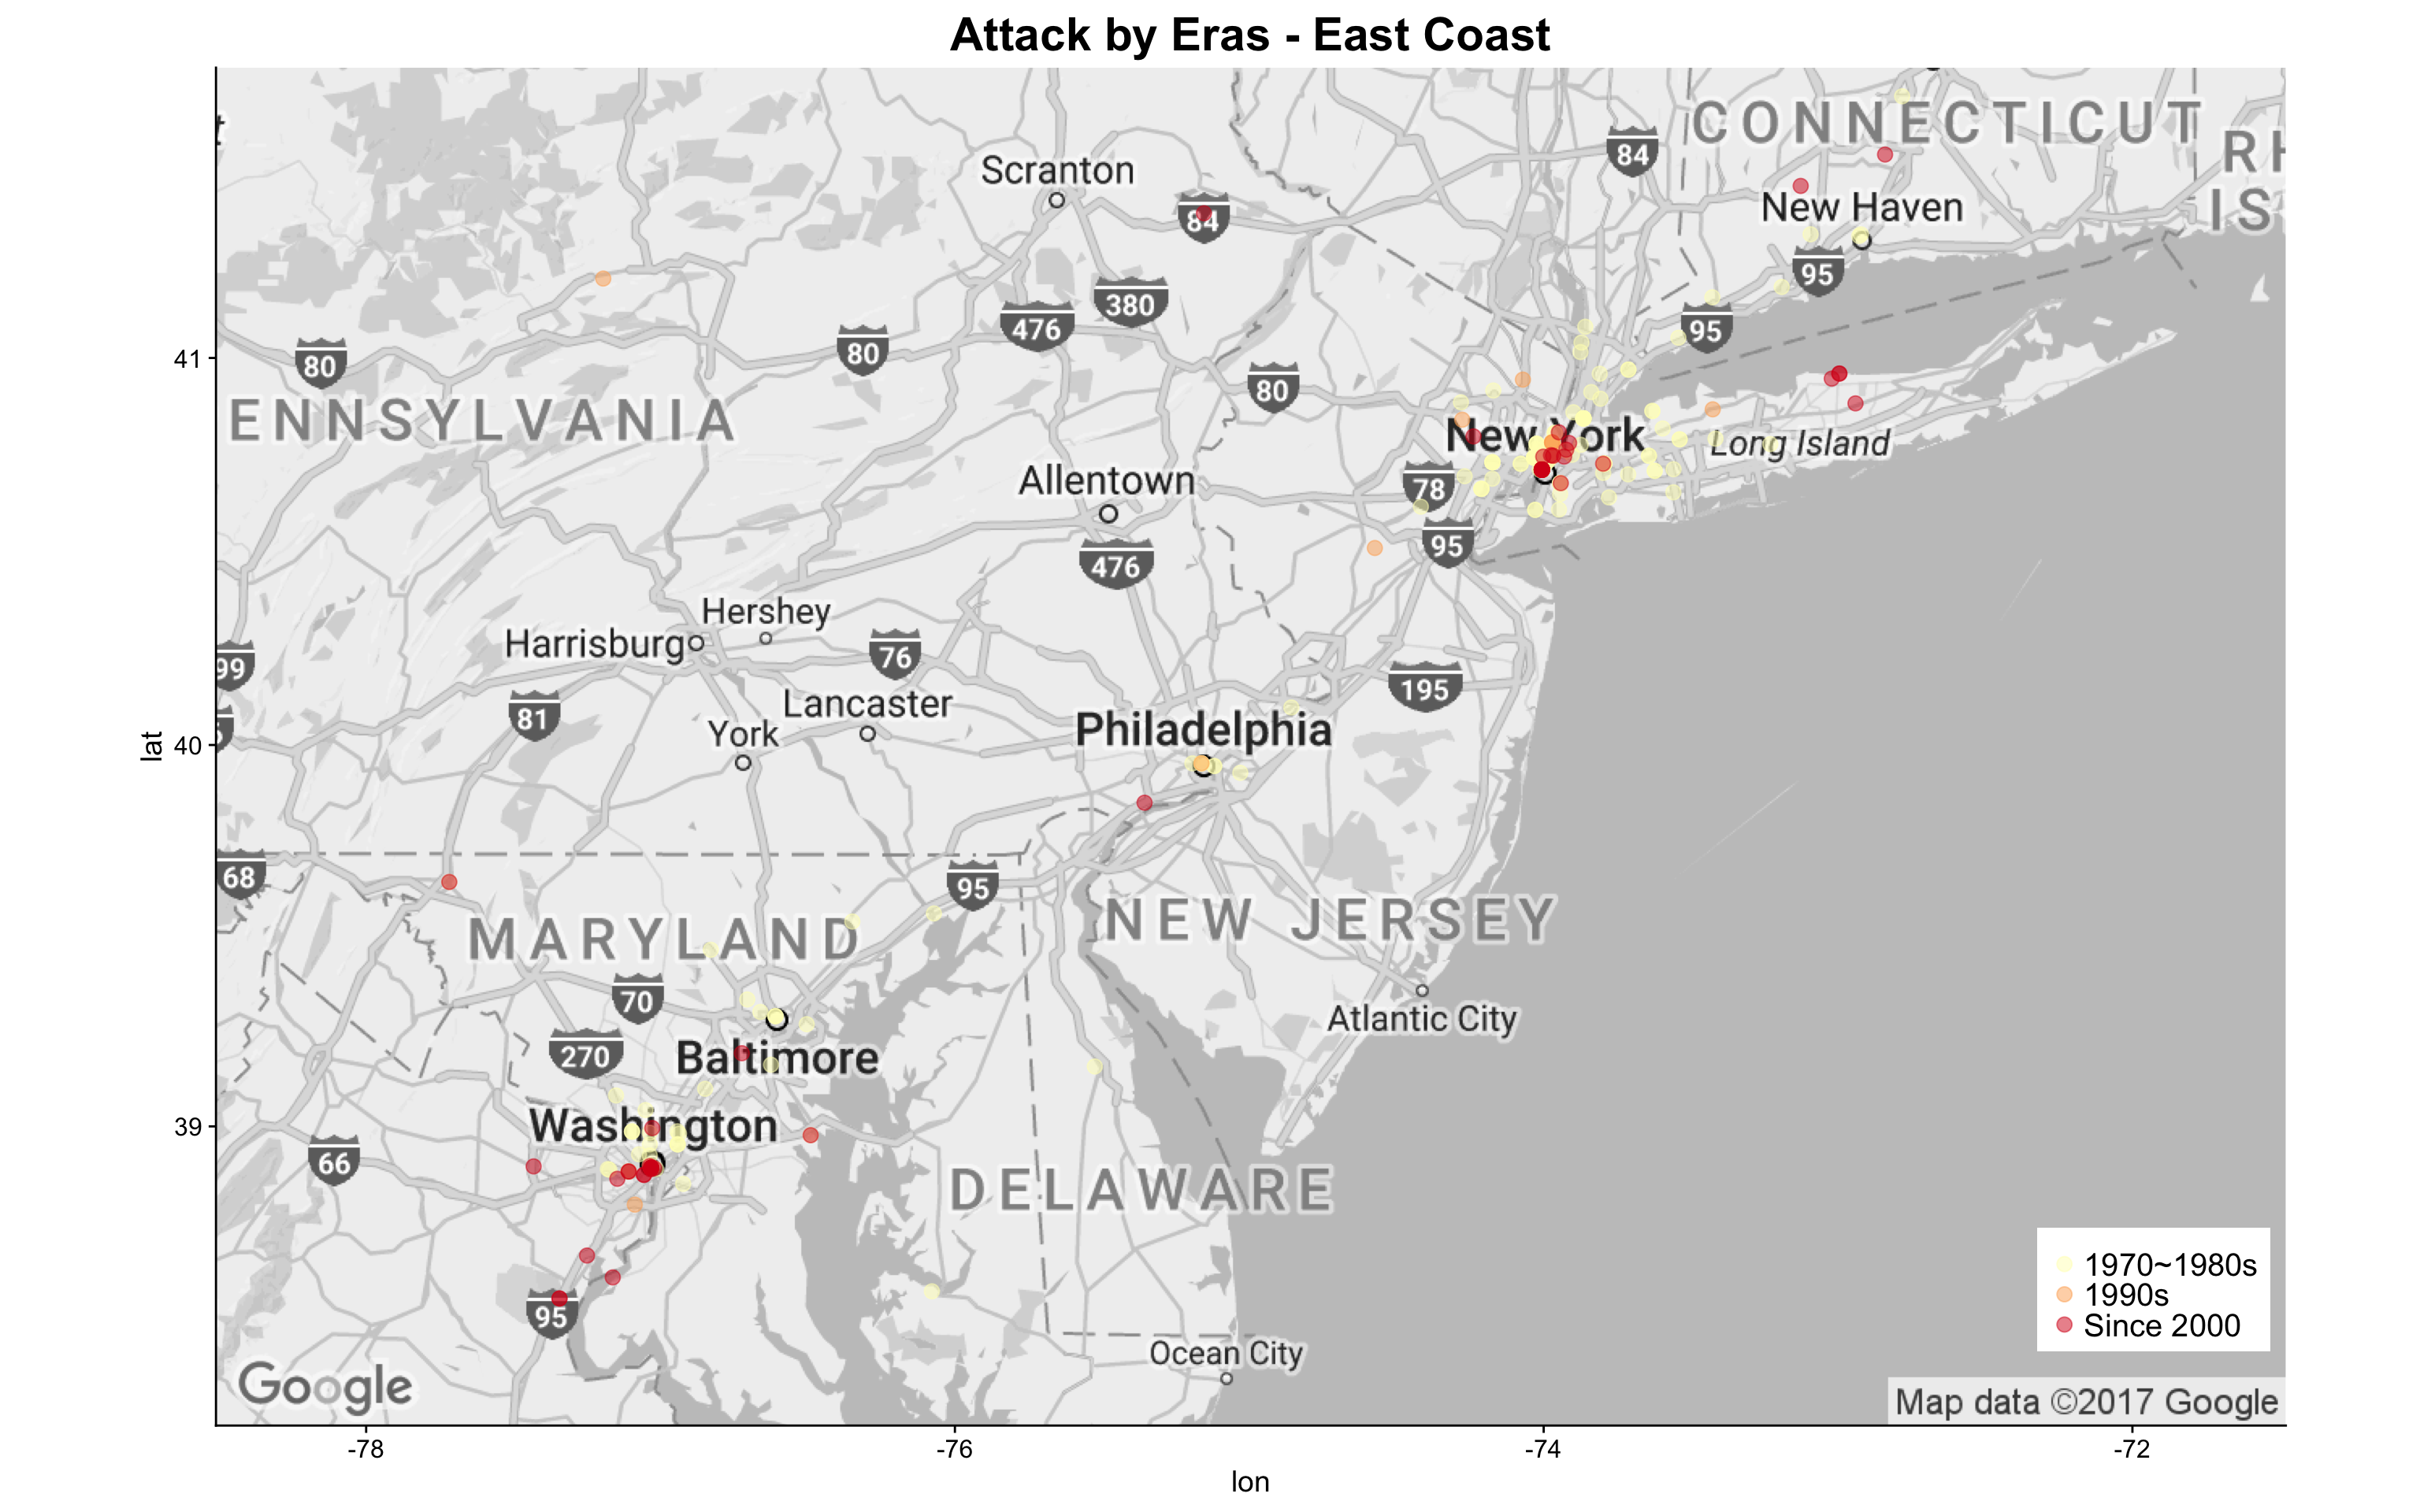 Attack by Eras - East Coast
t
CONNECTICUT
RH
IS
84
Scranton
New Haven
84
95
380
476
95
80
80
80
ENNSYLVANIA
New York
Long Island
Allentown
78
95
476
Hershey
Harrisburg
76
99
195
81
Lancaster
York
Philadelphia
68
95
MARYLAND
NEW JERSEY
70
Atlantic City
270
Baltimore
Washington
66
DELAWARE
95
Ocean City
Google
Map data ©2017 Google
1970~1980s
1990s
Since 2000
41
40
39
lat
-78
-76
-74
-72
lon